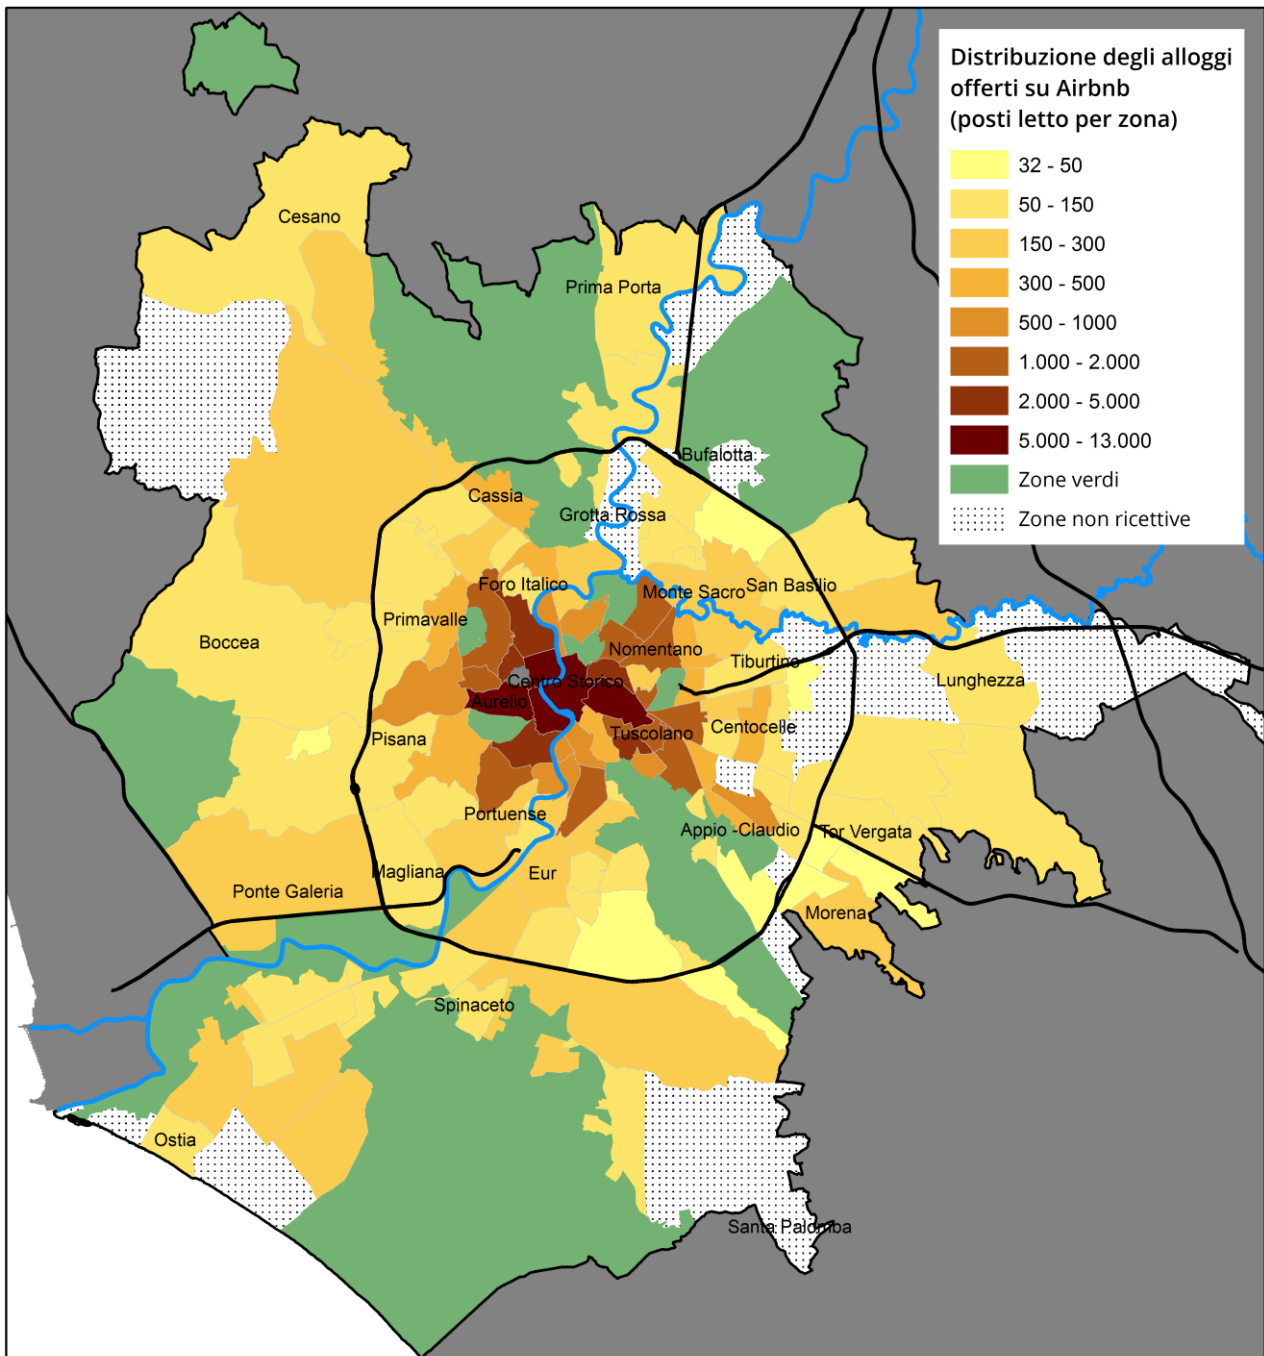 Distribuzione degli alloggi
offerti su Airbnb
(posti letto per zona)
32 - 50
50 - 150
150 - 300
300 - 500
500 - 1000
1.000 - 2.000
2.000 - 5.000
5.000 - 13.000
Zone verdi
Zone non ricettive
Cesano
Prima Porta
Bufalotta
Cassia
Grotta Rossa
Foro Italico
Monte Sacro
San Basilio
Primavalle
Boccea
Nomentano
Tiburtino
Centro Storico
Lunghezza
Aurelio
Pisana
Tuscolano
Centocelle
Portuense
Appio -Claudio
Tor Vergata
Magliana
Eur
Ponte Galeria
Morena
Spinaceto
Ostia
Santa Palomba